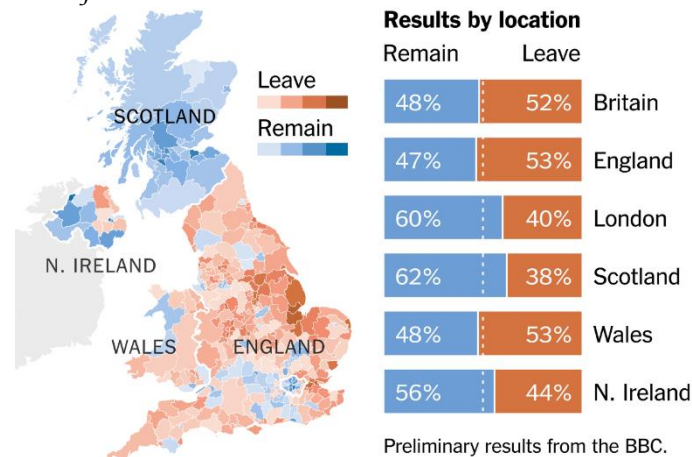 Results by location
Remain Leave
48% 52% Britain
47% 53% England
60% 40% London
62% 38% Scotland
48% 53% Wales
56% 44% N. Ireland
Preliminary results from the BBC.
Leave
Remain
SCOTLAND
N. IRELAND
WALES ENGLAND